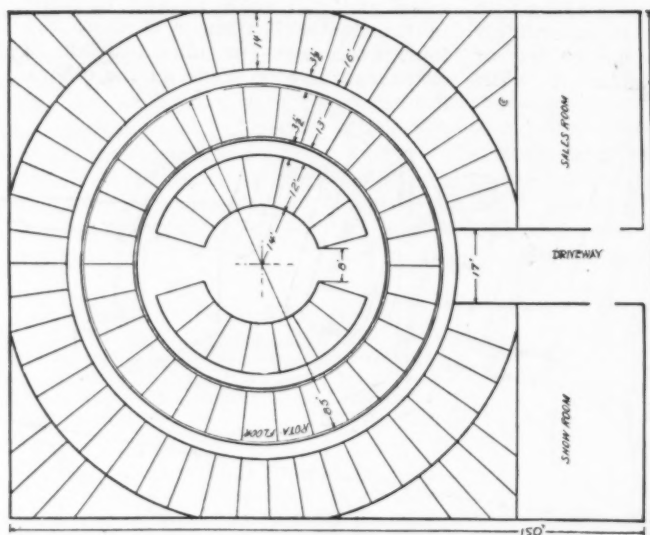 14'
3½'
16'
3½'
13'
12'
14'
8'
17'
85'
ROTA FLOOR
SALES ROOM
DRIVEWAY
SHOW ROOM
150'